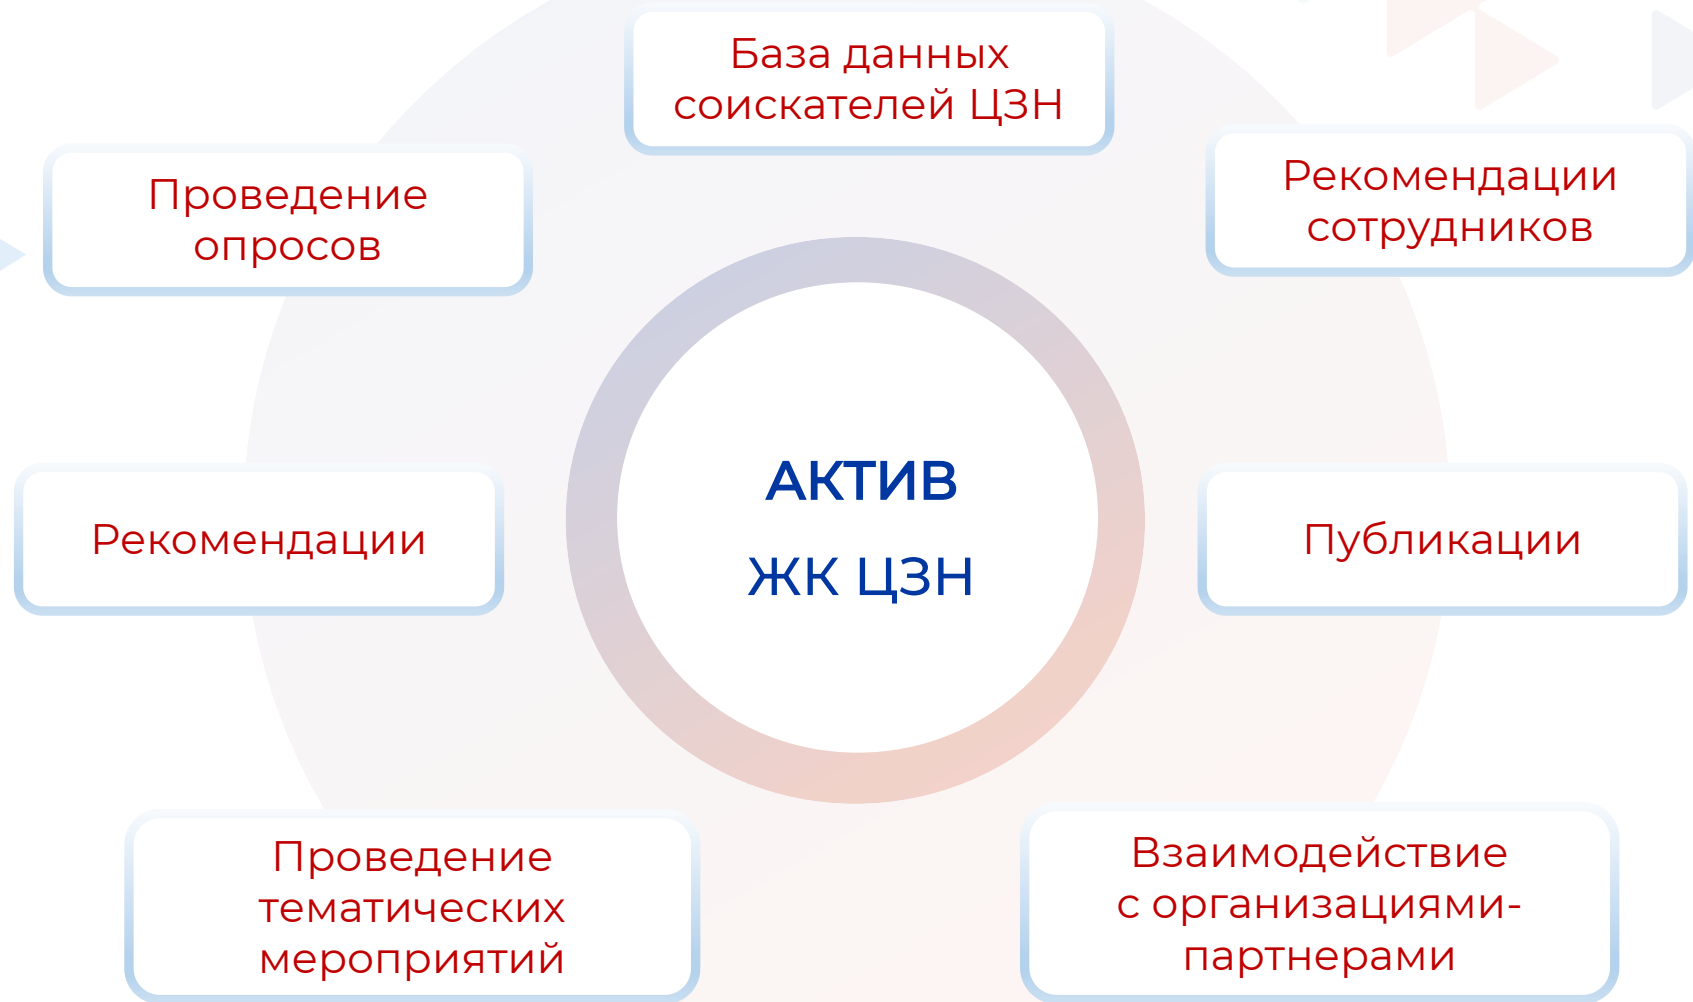 База данных
соискателей ЦЗН
Проведение
опросов
Рекомендации
сотрудников
АКТИВ
ЖК ЦЗН
Рекомендации
Публикации
Проведение
тематических
мероприятий
Взаимодействие
с организациями-
партнерами